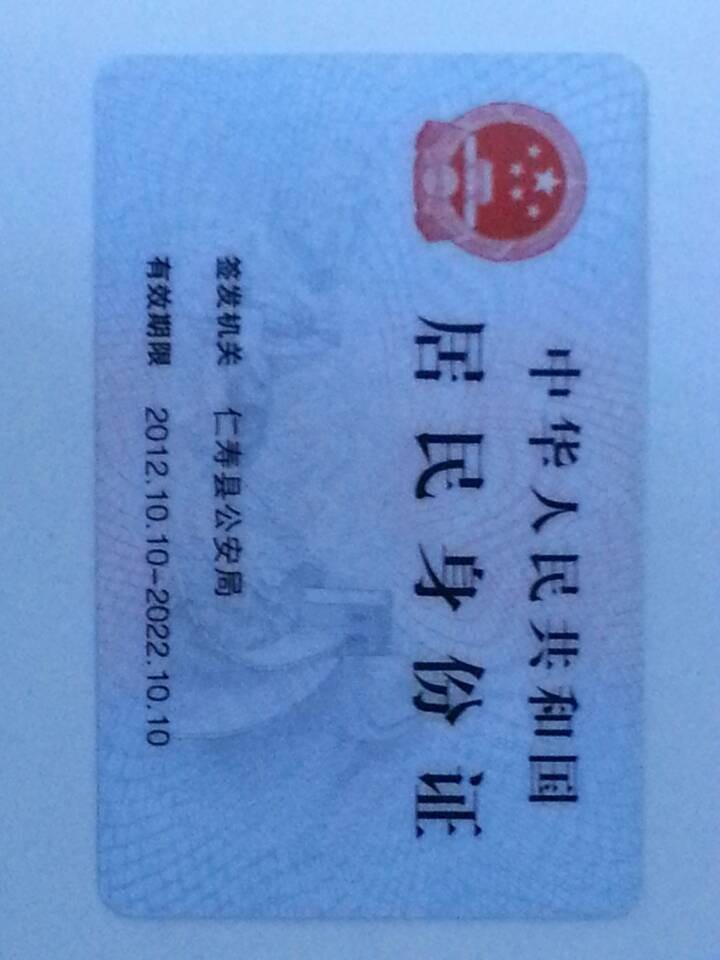 中华人民共和国
居民身份证
签发机关 仁寿县公安局
有效期限 2012.10.10-2022.10.10